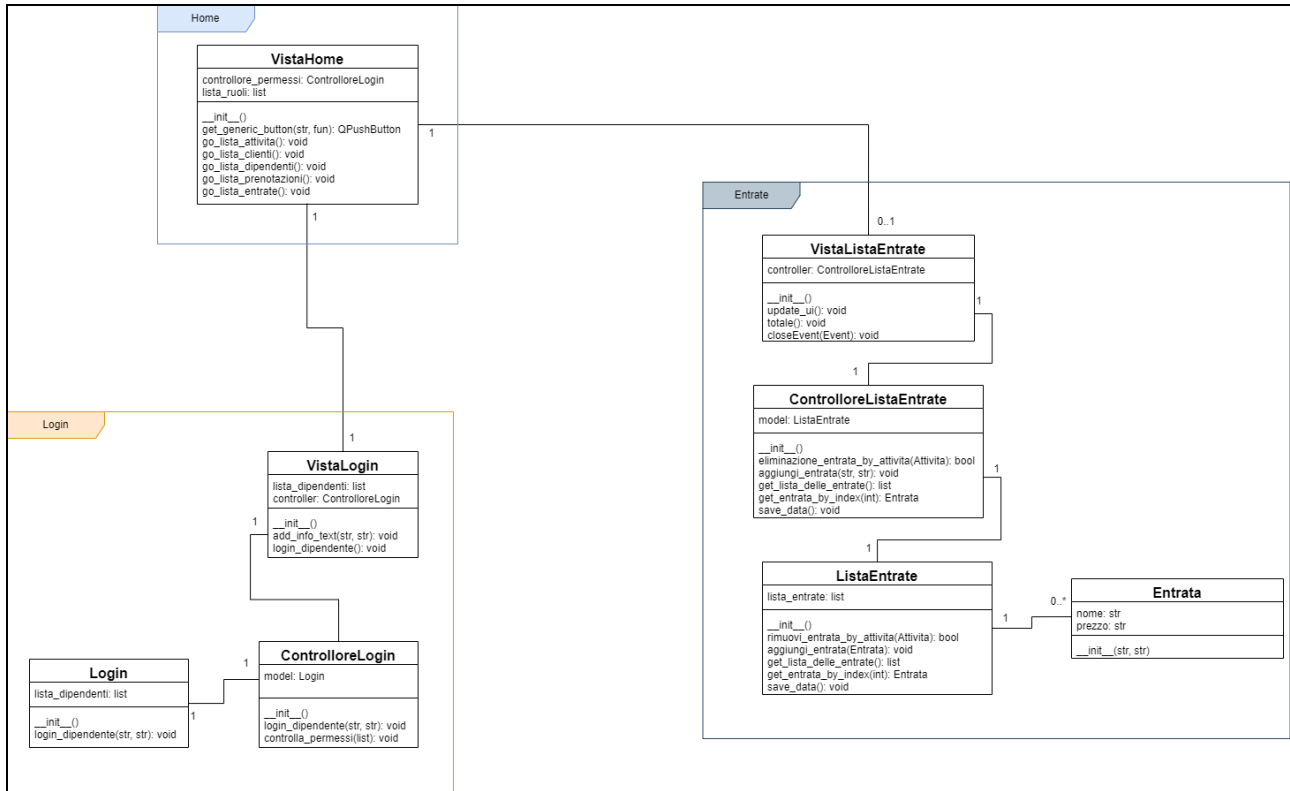 Home
VistaHome
controllore_permessi: ControlloreLogin
lista_ruoli: list
__init__()
get_generic_button(str, fun): QPushButton
go_lista_attivita(): void
go_lista_clienti(): void
go_lista_dipendenti(): void
go_lista_prenotazioni(): void
go_lista_entrate(): void
1
1
Entrate
0..1
VistaListaEntrate
controller: ControlloreListaEntrate
__init__()
update_ui(): void
totale(): void
closeEvent(Event): void
1
1
ControlloreListaEntrate
model: ListaEntrate
__init__()
eliminazione_entrata_by_attivita(Attivita): bool
aggiungi_entrata(str, str): void
get_lista_delle_entrate(): list
get_entrata_by_index(int): Entrata
save_data(): void
1
1
ListaEntrate
lista_entrate: list
__init__()
rimuovi_entrata_by_attivita(Attivita): bool
aggiungi_entrata(Entrata): void
get_lista_delle_entrate(): list
get_entrata_by_index(int): Entrata
save_data(): void
1
0..*
Entrata
nome: str
prezzo: str
__init__(str, str)
Login
1
VistaLogin
lista_dipendenti: list
controller: ControlloreLogin
__init__()
add_info_text(str, str): void
login_dipendente(): void
1
ControlloreLogin
model: Login
__init__()
login_dipendente(str, str): void
controlla_permessi(list): void
1
1
Login
lista_dipendenti: list
__init__()
login_dipendente(str, str): void